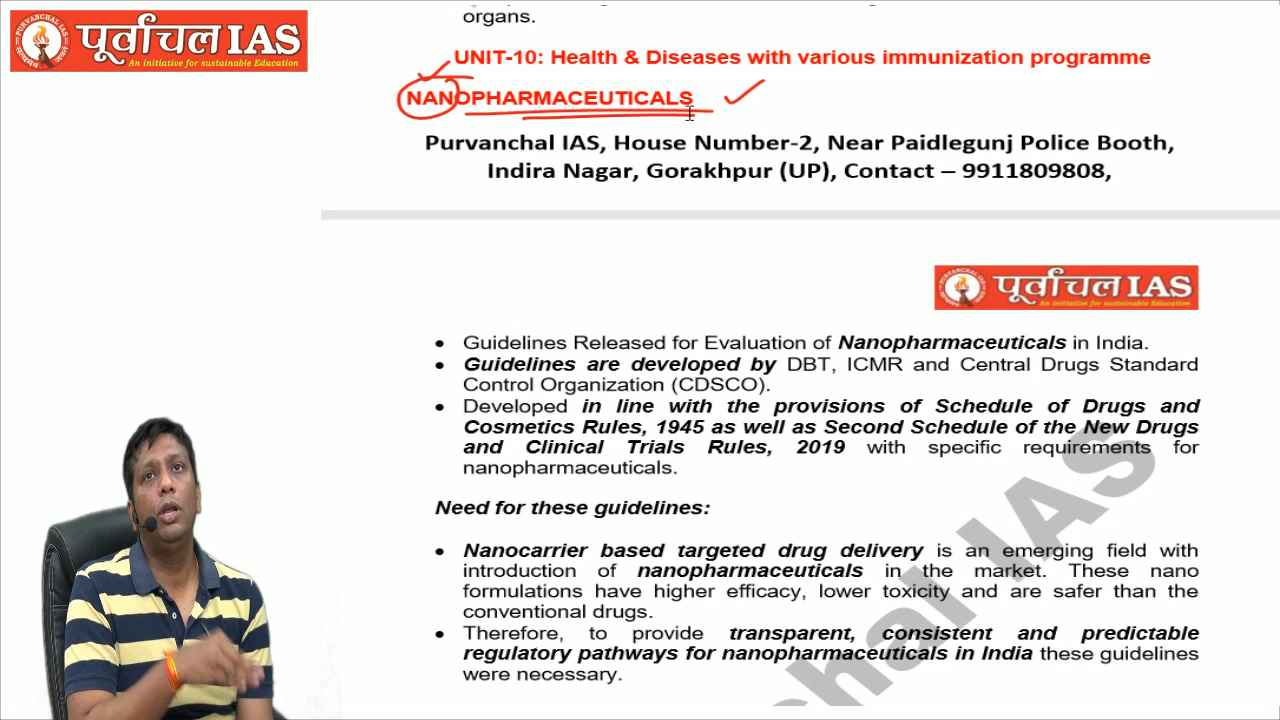 पूर्वांचल IAS
An initiative for sustainable Education
organs.
UNIT-10: Health & Diseases with various immunization programme
NANOPHARMACEUTICALS
Purvanchal IAS, House Number-2, Near Paidlegunj Police Booth,
Indira Nagar, Gorakhpur (UP), Contact – 9911809808,
पूर्वांचल IAS
An initiative for sustainable Education
• Guidelines Released for Evaluation of Nanopharmaceuticals in India.
• Guidelines are developed by DBT, ICMR and Central Drugs Standard
Control Organization (CDSCO).
• Developed in line with the provisions of Schedule of Drugs and
Cosmetics Rules, 1945 as well as Second Schedule of the New Drugs
and Clinical Trials Rules, 2019 with specific requirements for
nanopharmaceuticals.
Need for these guidelines:
• Nanocarrier based targeted drug delivery is an emerging field with
introduction of nanopharmaceuticals in the market. These nano
formulations have higher efficacy, lower toxicity and are safer than the
conventional drugs.
• Therefore, to provide transparent, consistent and predictable
regulatory pathways for nanopharmaceuticals in India these guidelines
were necessary.
chal IAS